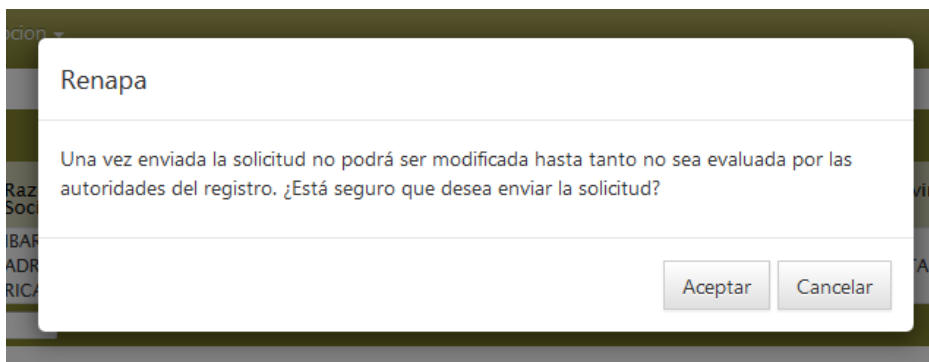 Renapa
Una vez enviada la solicitud no podrá ser modificada hasta tanto no sea evaluada por las
autoridades del registro. ¿Está seguro que desea enviar la solicitud?
Aceptar
Cancelar